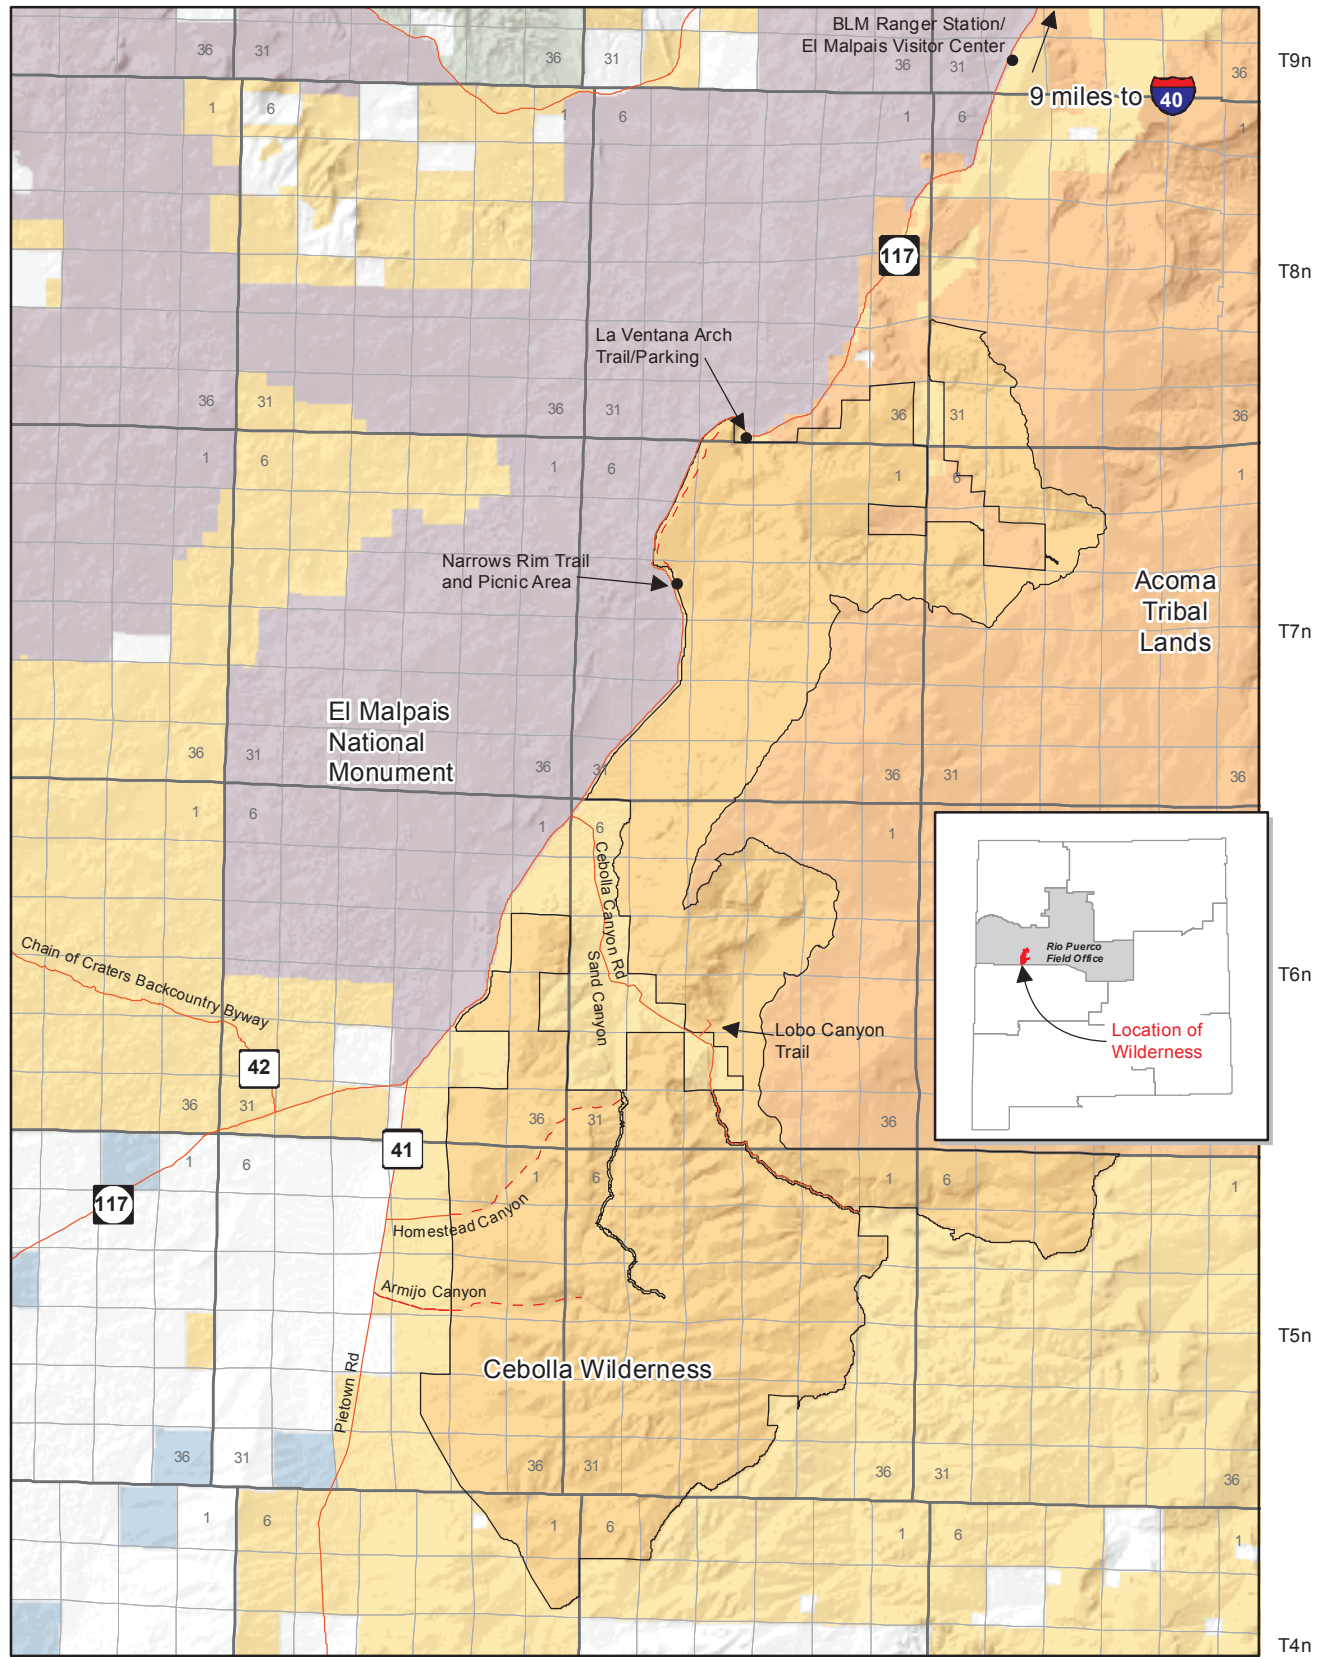 BLM Ranger Station/
El Malpais Visitor Center
T9n
36
31
36
31
36
31
36
9 miles to
40
1
6
1
6
1
6
1
117
T8n
La Ventana Arch
Trail/Parking
36
31
36
31
36
31
36
1
6
1
6
1
6
1
Narrows Rim Trail
and Picnic Area
Acoma
Tribal
Lands
T7n
El Malpais
National
Monument
36
31
36
31
36
31
36
1
6
1
6
1
Cebolla Canyon Rd
Sand Canyon
Chain of Craters Backcountry Byway
Rio Puerco
Field Office
T6n
Location of
Wilderness
Lobo Canyon
Trail
42
36
31
36
31
36
41
1
6
1
6
1
6
1
117
Homestead Canyon
Armijo Canyon
T5n
Pietown Rd
Cebolla Wilderness
36
31
36
31
36
31
36
1
6
1
6
1
6
1
T4n